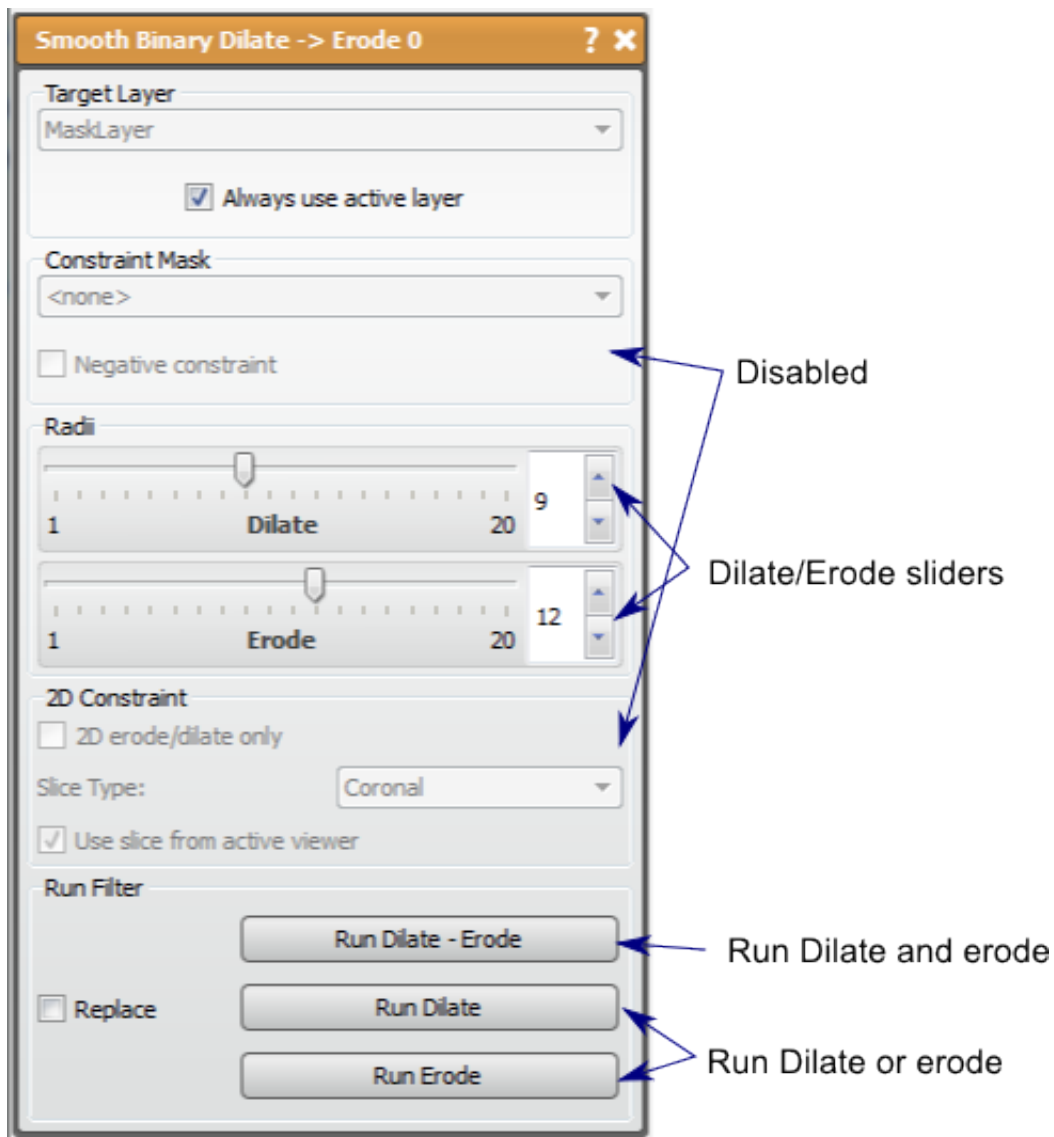 Smooth Binary Dilate -> Erode 0 ?
Target Layer
MaskLayer
Always use active layer
Constraint Mask
<none>
Negative constraint
Disabled
Radii
9
1 Dilate 20
Dilate/Erode sliders
12
1 Erode 20
2D Constraint
2D erode/dilate only
Slice Type: Coronal
Use slice from active viewer
Run Filter
Run Dilate - Erode
Run Dilate and erode
Replace Run Dilate
Run Dilate or erode
Run Erode